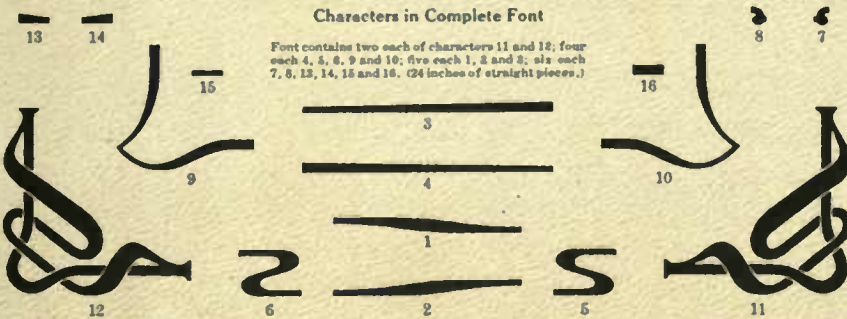 Characters in Complete Font
13 14 8 7
Font contains two each of characters 11 and 12; four
each 4, 5, 6, 9 and 10; five each 1, 2 and 3; six each
7, 8, 13, 14, 15 and 16. (24 inches of straight pieces.)
15 16
3
9 4 10
1
12 6 2 5 11